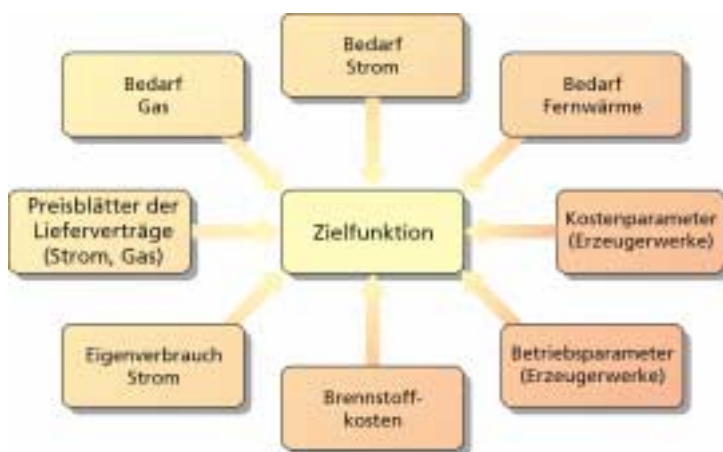 Bedarf
Strom
Bedarf
Gas
Bedarf
Fernwärme
Preisblätter der
Lieferverträge
(Strom, Gas)
Zielfunktion
Kostenparameter
(Erzeugerwerke)
Eigenverbrauch
Strom
Brennstoff-
kosten
Betriebsparameter
(Erzeugerwerke)